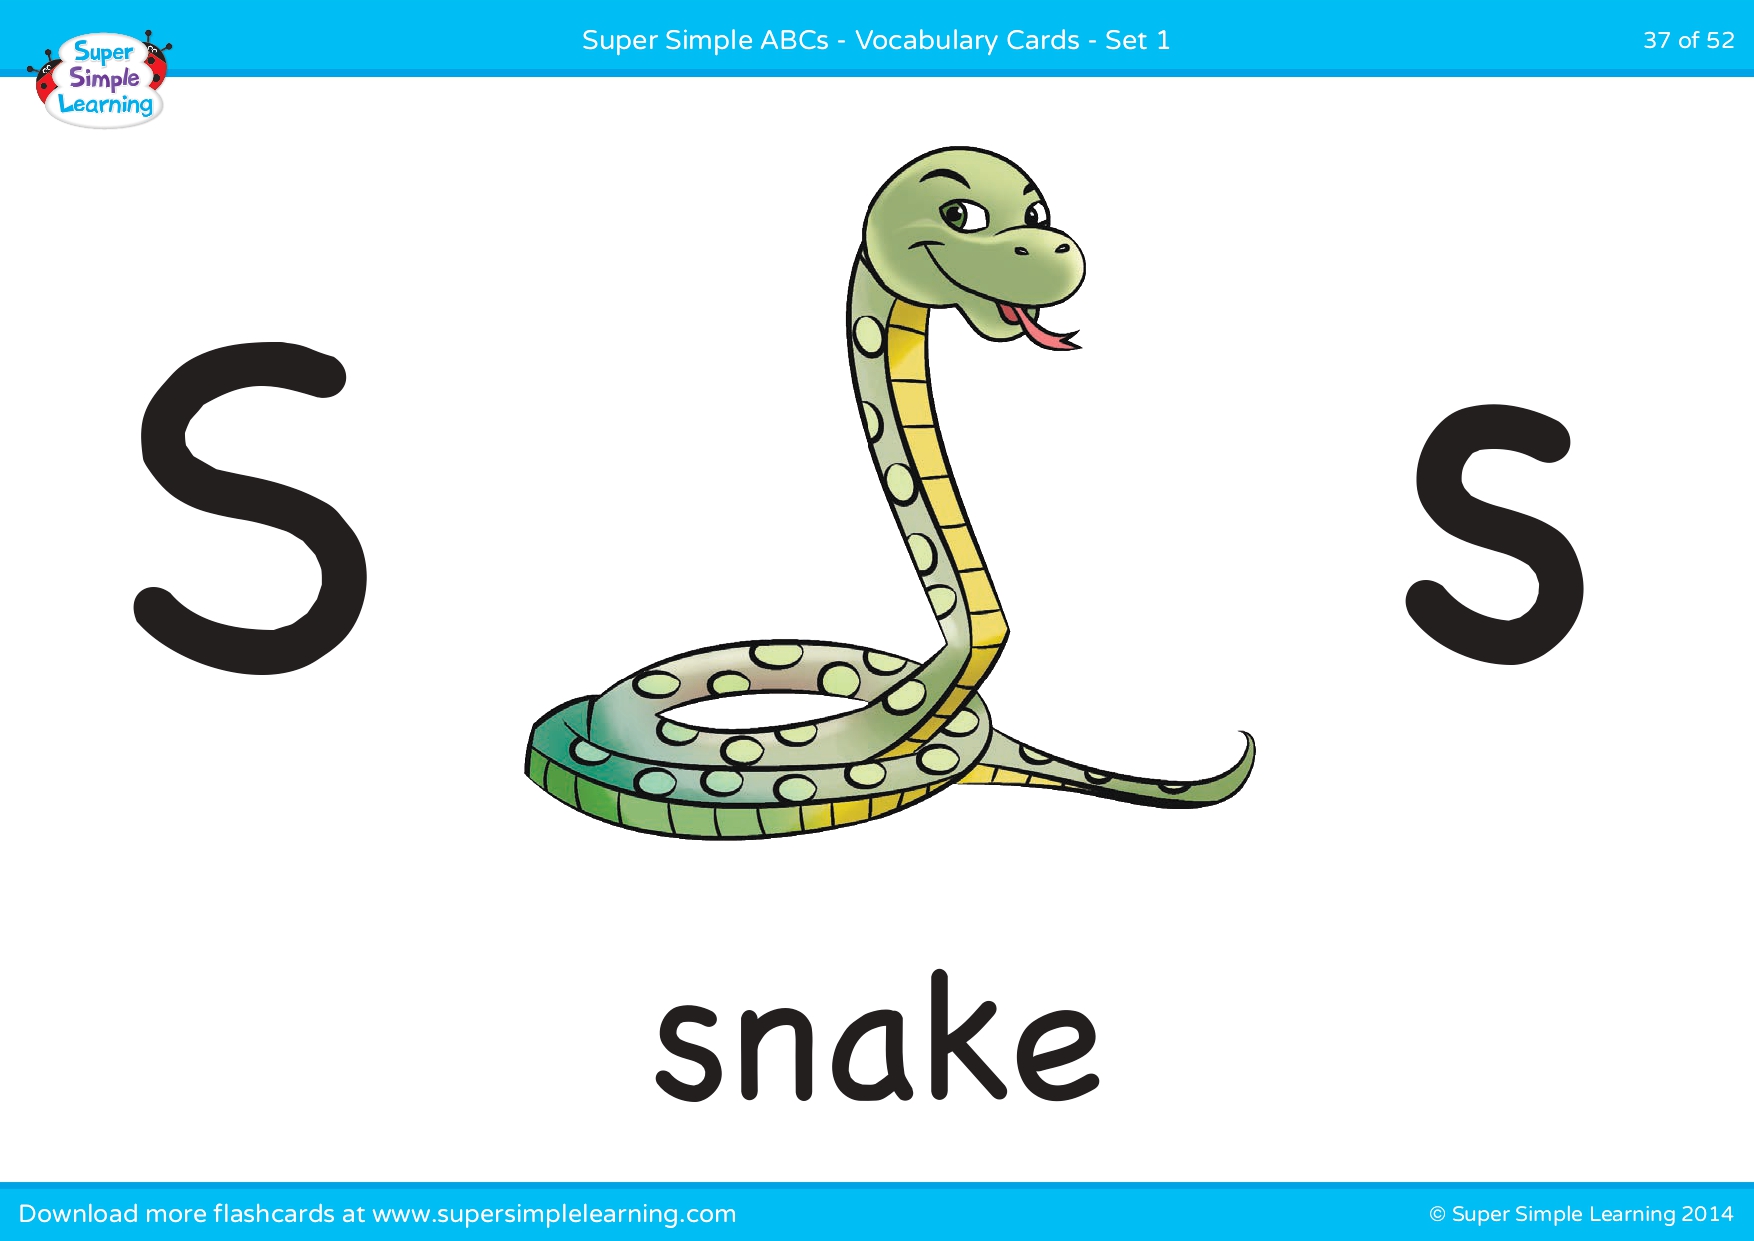 Super Simple ABCs - Vocabulary Cards - Set 1
37 of 52
Super
Simple
Learning
S
s
snake
Download more flashcards at www.supersimplelearning.com
© Super Simple Learning 2014